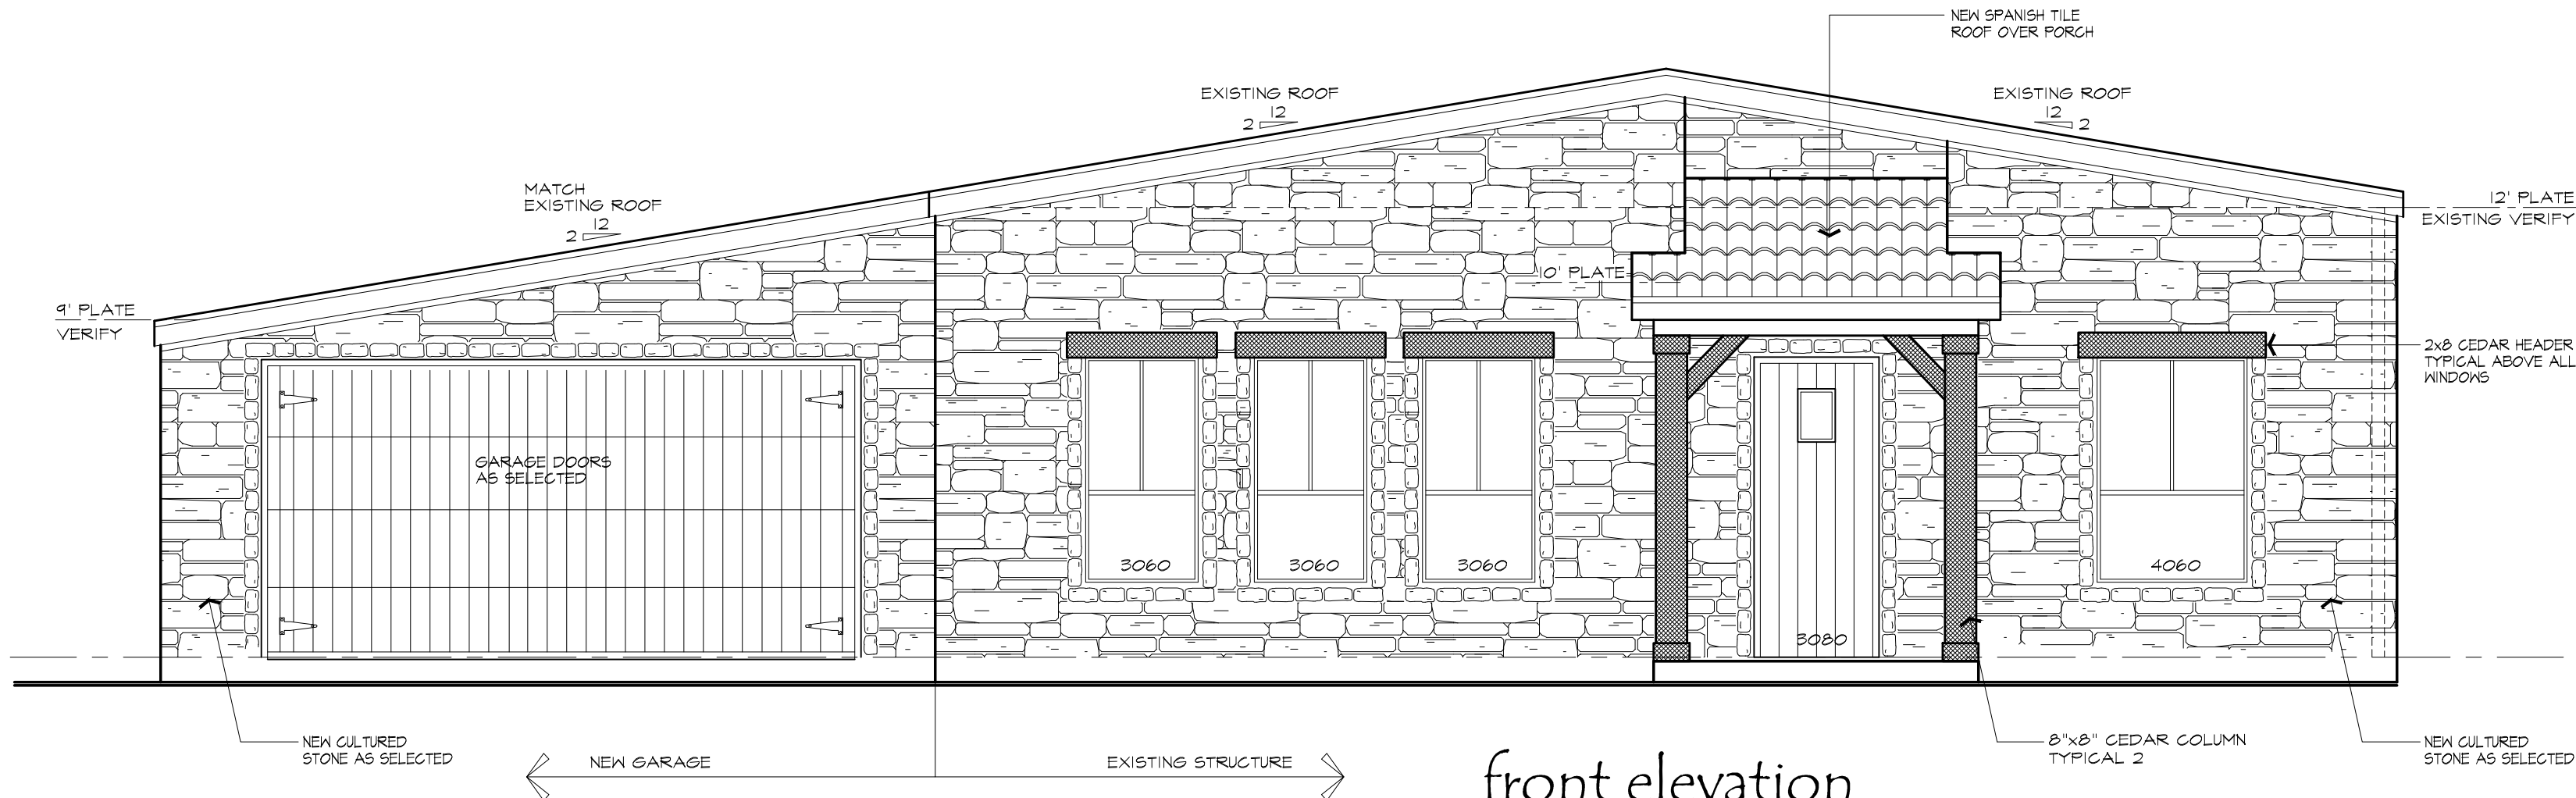 NEW SPANISH TILE
ROOF OVER PORCH
EXISTING ROOF
12
2
EXISTING ROOF
12
2
MATCH
EXISTING ROOF
12
2
12' PLATE
EXISTING VERIFY
10' PLATE
9' PLATE
VERIFY
2x8 CEDAR HEADER
TYPICAL ABOVE ALL
WINDOWS
GARAGE DOORS
AS SELECTED
3060
3060
3060
4060
3080
NEW CULTURED
STONE AS SELECTED
NEW GARAGE
EXISTING STRUCTURE
8"x8" CEDAR COLUMN
TYPICAL 2
NEW CULTURED
STONE AS SELECTED
front elevation